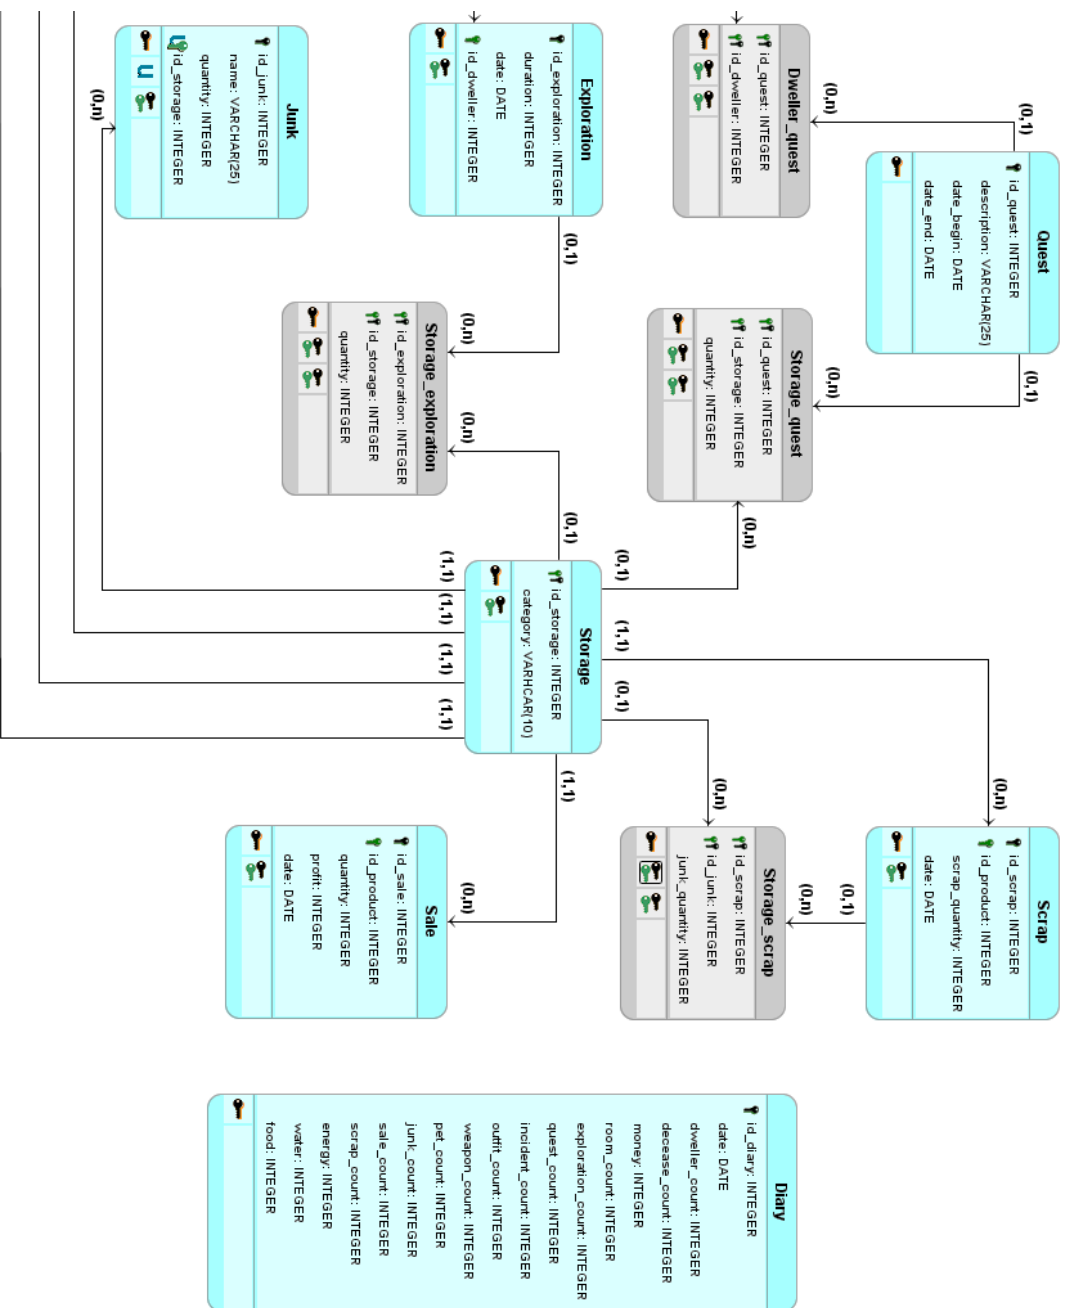 Quest
id_quest: INTEGER
description: VARCHAR(25)
date_begin: DATE
date_end: DATE
(0,1)
(0,1)
(0,n)
(0,n)
Scrap
id_scrap: INTEGER
id_product: INTEGER
scrap_quantity: INTEGER
date: DATE
(0,n)
(0,1)
(0,n)
Dweller_quest
id_quest: INTEGER
id_dweller: INTEGER
Storage_quest
id_quest: INTEGER
id_storage: INTEGER
quantity: INTEGER
(0,n)
Storage_scrap
id_scrap: INTEGER
id_junk: INTEGER
junk_quantity: INTEGER
(0,n)
Diary
id_diary: INTEGER
date: DATE
dweller_count: INTEGER
decease_count: INTEGER
money: INTEGER
room_count: INTEGER
exploration_count: INTEGER
quest_count: INTEGER
incident_count: INTEGER
outfit_count: INTEGER
weapon_count: INTEGER
pet_count: INTEGER
junk_count: INTEGER
sale_count: INTEGER
scrap_count: INTEGER
energy: INTEGER
water: INTEGER
food: INTEGER
(0,1)
(1,1)
(0,1)
Exploration
id_exploration: INTEGER
duration: INTEGER
date: DATE
id_dweller: INTEGER
(0,1)
(0,1)
Storage
id_storage: INTEGER
category: VARHCAR(10)
(1,1)
(0,n)
(0,n)
(0,n)
Storage_exploration
id_exploration: INTEGER
id_storage: INTEGER
quantity: INTEGER
(1,1)
(1,1)
(1,1)
(1,1)
Sale
id_sale: INTEGER
id_product: INTEGER
quantity: INTEGER
profit: INTEGER
date: DATE
Junk
id_junk: INTEGER
name: VARCHAR(25)
quantity: INTEGER
u
id_storage: INTEGER
u
(0,n)